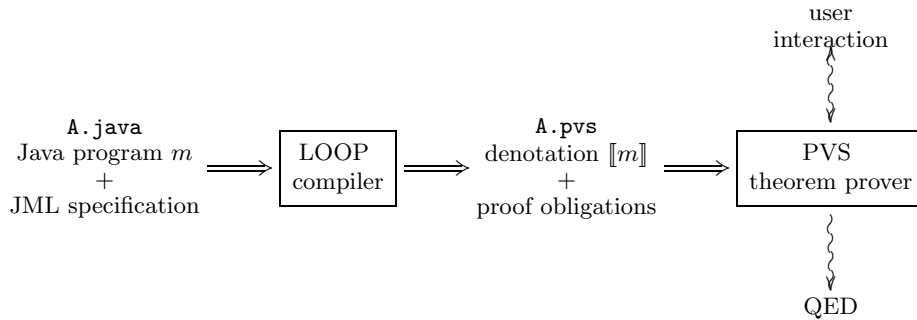 user
interaction
A.java
Java program m
+
JML specification
LOOP
compiler
A.pvs
denotation ⟦m⟧
+
proof obligations
PVS
theorem prover
QED